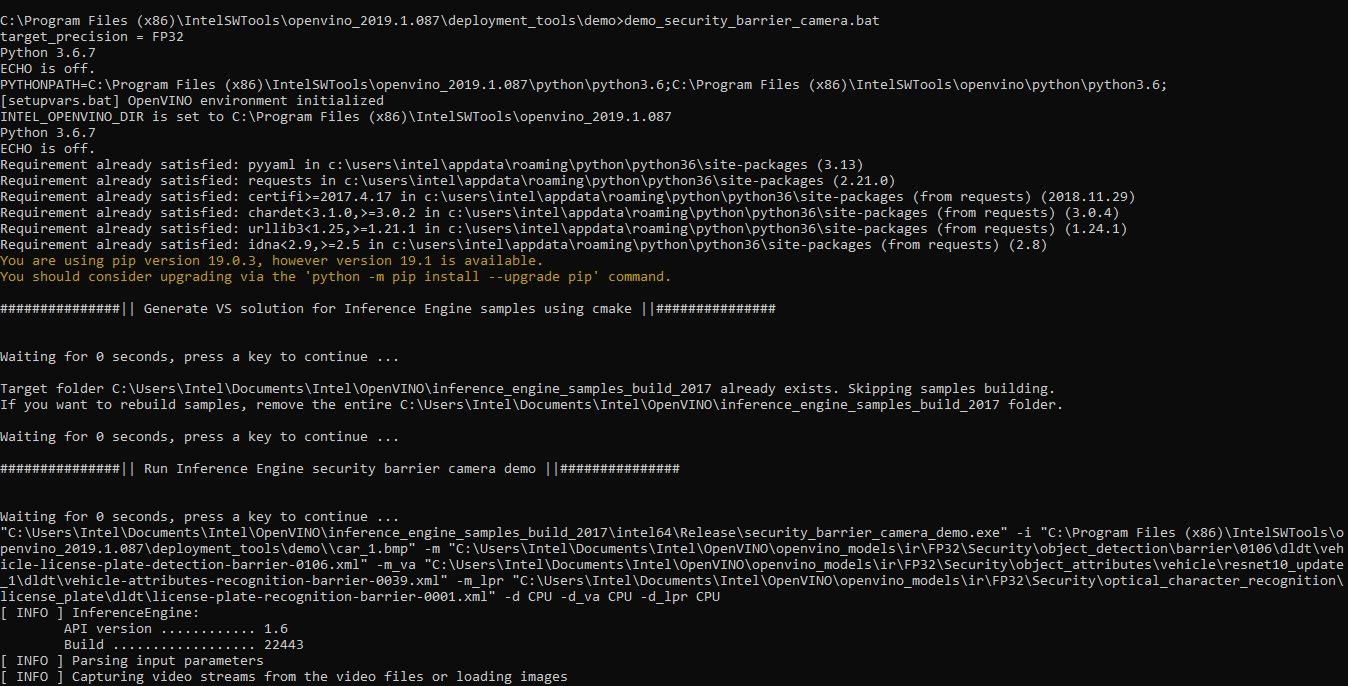 C:\Program Files (x86)\IntelSWTools\openvino_2019.1.087\deployment_tools\demo>demo_security_barrier_camera.bat
target_precision = FP32
Python 3.6.7
ECHO is off.
PYTHONPATH=C:\Program Files (x86)\IntelSWTools\openvino_2019.1.087\python\python3.6;C:\Program Files (x86)\IntelSWTools\openvino\python\python3.6;
[setupvars.bat] OpenVINO environment initialized
INTEL_OPENVINO_DIR is set to C:\Program Files (x86)\IntelSWTools\openvino_2019.1.087
Python 3.6.7
ECHO is off.
Requirement already satisfied: pyyaml in c:\users\intel\appdata\roaming\python\python36\site-packages (3.13)
Requirement already satisfied: requests in c:\users\intel\appdata\roaming\python\python36\site-packages (2.21.0)
Requirement already satisfied: certifi>=2017.4.17 in c:\users\intel\appdata\roaming\python\python36\site-packages (from requests) (2018.11.29)
Requirement already satisfied: chardet<3.1.0,>=3.0.2 in c:\users\intel\appdata\roaming\python\python36\site-packages (from requests) (3.0.4)
Requirement already satisfied: urllib3<1.25,>=1.21.1 in c:\users\intel\appdata\roaming\python\python36\site-packages (from requests) (1.24.1)
Requirement already satisfied: idna<2.9,>=2.5 in c:\users\intel\appdata\roaming\python\python36\site-packages (from requests) (2.8)
You are using pip version 19.0.3, however version 19.1 is available.
You should consider upgrading via the 'python -m pip install --upgrade pip' command.
###############|| Generate VS solution for Inference Engine samples using cmake ||###############
Waiting for 0 seconds, press a key to continue ...
Target folder C:\Users\Intel\Documents\Intel\OpenVINO\inference_engine_samples_build_2017 already exists. Skipping samples building.
If you want to rebuild samples, remove the entire C:\Users\Intel\Documents\Intel\OpenVINO\inference_engine_samples_build_2017 folder.
Waiting for 0 seconds, press a key to continue ...
###############|| Run Inference Engine security barrier camera demo ||###############
Waiting for 0 seconds, press a key to continue ...
"C:\Users\Intel\Documents\Intel\OpenVINO\inference_engine_samples_build_2017\intel64\Release\security_barrier_camera_demo.exe" -i "C:\Program Files (x86)\IntelSWTools\o
penvino_2019.1.087\deployment_tools\demo\\car_1.bmp" -m "C:\Users\Intel\Documents\Intel\OpenVINO\openvino_models\ir\FP32\Security\object_detection\barrier\0106\dldt\veh
icle-license-plate-detection-barrier-0106.xml" -m_va "C:\Users\Intel\Documents\Intel\OpenVINO\openvino_models\ir\FP32\Security\object_attributes\vehicle\resnet10_update
_1\dldt\vehicle-attributes-recognition-barrier-0039.xml" -m_lpr "C:\Users\Intel\Documents\Intel\OpenVINO\openvino_models\ir\FP32\Security\optical_character_recognition\
license_plate\dldt\license-plate-recognition-barrier-0001.xml" -d CPU -d_va CPU -d_lpr CPU
[ INFO ] InferenceEngine:
API version ............ 1.6
Build .................. 22443
[ INFO ] Parsing input parameters
[ INFO ] Capturing video streams from the video files or loading images